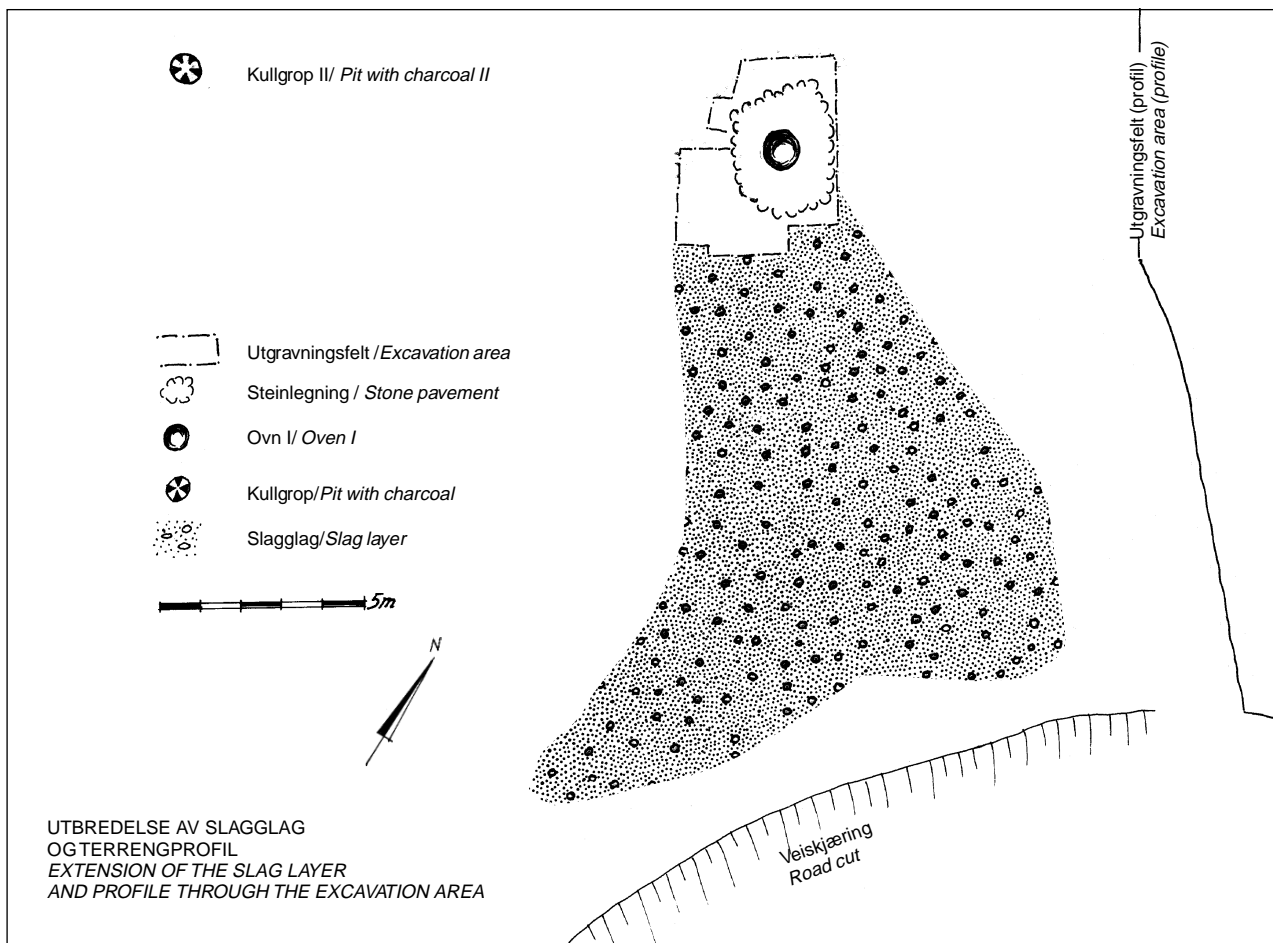 Kullgrop II/ Pit with charcoal II
Utgravningsfelt (profil)
Excavation area (profile)
Utgravningsfelt /Excavation area
Steinlegning / Stone pavement
Ovn I/ Oven I
Kullgrop/Pit with charcoal
Slagglag/Slag layer
5m
N
UTBREDELSE AV SLAGGLAG
OG TERRENGPROFIL
EXTENSION OF THE SLAG LAYER
AND PROFILE THROUGH THE EXCAVATION AREA
Veiskjæring
Road cut